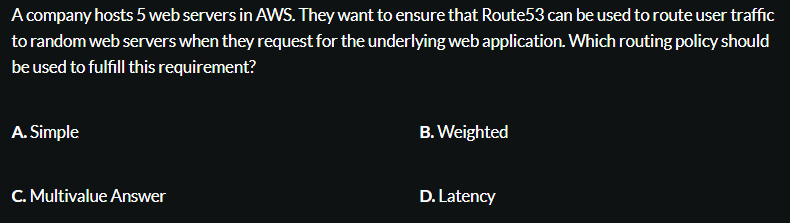 A company hosts 5 web servers in AWS. They want to ensure that Route53 can be used to route user traffic
to random web servers when they request for the underlying web application. Which routing policy should
be used to fulfill this requirement?
A. Simple
B. Weighted
C. Multivalue Answer
D. Latency